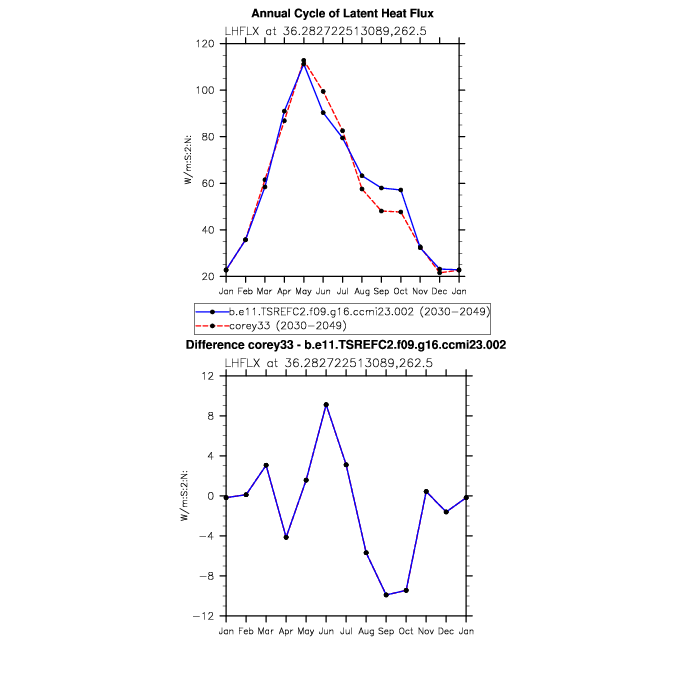 Annual Cycle of Latent Heat Flux
LHFLX at 36.282722513089,262.5
120
100
80
60
40
20
W/m:S:2:N:
Jan Feb Mar Apr May Jun Jul Aug Sep Oct Nov Dec Jan
b.e11.TSREFC2.f09.g16.ccmi23.002 (2030-2049)
corey33 (2030-2049)
Difference corey33 - b.e11.TSREFC2.f09.g16.ccmi23.002
LHFLX at 36.282722513089,262.5
12
8
4
0
-4
-8
-12
W/m:S:2:N:
Jan Feb Mar Apr May Jun Jul Aug Sep Oct Nov Dec Jan